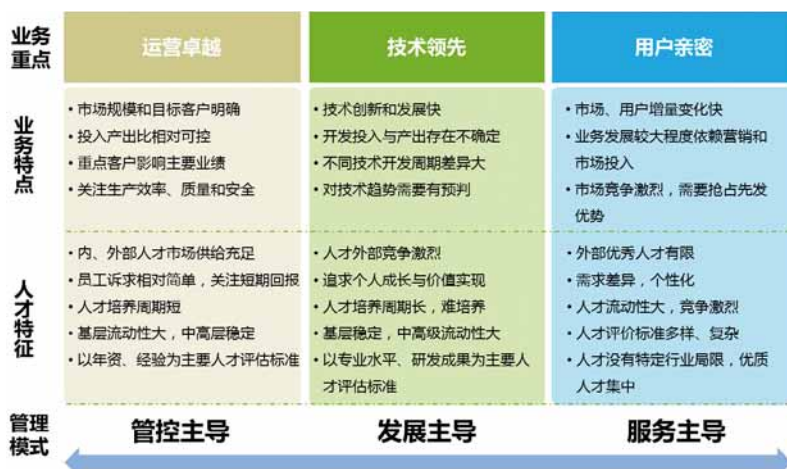 业务
重点
运营卓越
技术领先
用户亲密
业务特点
• 市场规模和目标客户明确
• 投入产出比相对可控
• 重点客户影响主要业绩
• 关注生产效率、质量和安全
• 技术创新和发展快
• 开发投入与产出存在不确定
• 不同技术开发周期差异大
• 对技术趋势需要有预判
• 市场、用户增量变化快
• 业务发展较大程度依赖营销和
市场投入
• 市场竞争激烈，需要抢占先发
优势
人才特征
• 内、外部人才市场供给充足
• 员工诉求相对简单，关注短期回报
• 人才培养周期短
• 基层流动性大，中高层稳定
• 以年资、经验为主要人才评估标准
• 人才外部竞争激烈
• 追求个人成长与价值实现
• 人才培养周期长，难培养
• 基层稳定，中高级流动性大
• 以专业水平、研发成果为主要人
才评估标准
• 外部优秀人才有限
• 需求差异，个性化
• 人才流动性大，竞争激烈
• 人才评价标准多样、复杂
• 人才没有特定行业局限，优质
人才集中
管理
模式
管控主导
发展主导
服务主导